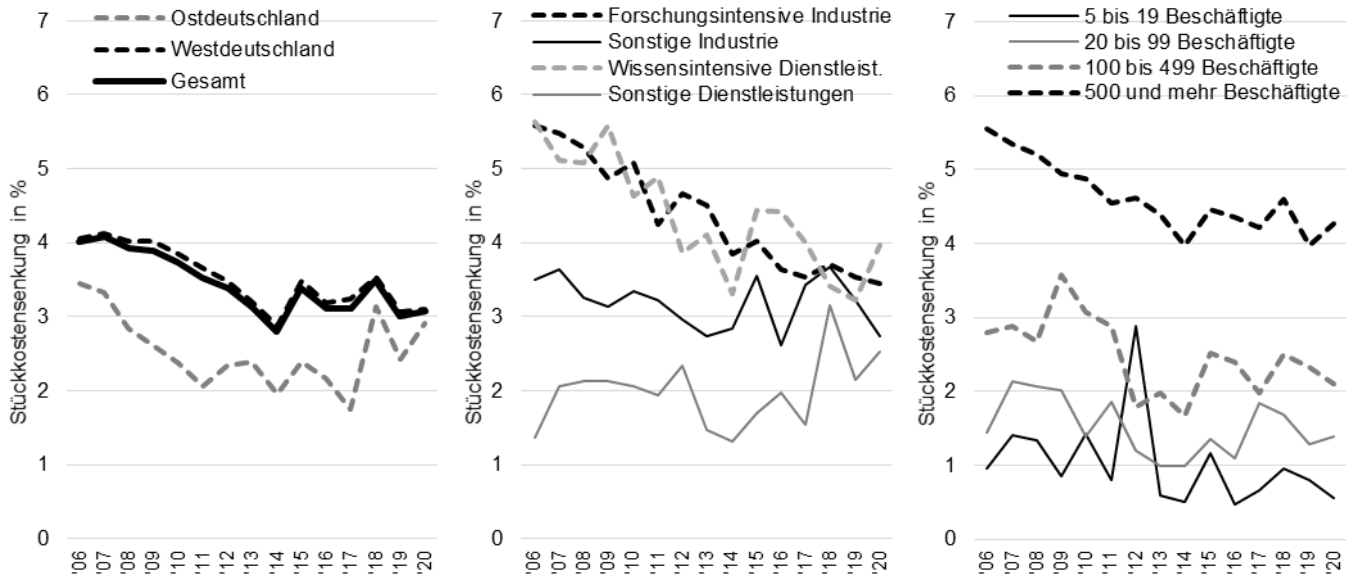 Ostdeutschland
Westdeutschland
Gesamt
Stückkostensenkung in %
7
6
5
4
3
2
1
0
'06 '07 '08 '09 '10 '11 '12 '13 '14 '15 '16 '17 '18 '19 '20
Forschungsintensive Industrie
Sonstige Industrie
Wissensintensive Dienstleist.
Sonstige Dienstleistungen
Stückkostensenkung in %
7
6
5
4
3
2
1
0
'06 '07 '08 '09 '10 '11 '12 '13 '14 '15 '16 '17 '18 '19 '20
5 bis 19 Beschäftigte
20 bis 99 Beschäftigte
100 bis 499 Beschäftigte
500 und mehr Beschäftigte
Stückkostensenkung in %
7
6
5
4
3
2
1
0
'06 '07 '08 '09 '10 '11 '12 '13 '14 '15 '16 '17 '18 '19 '20